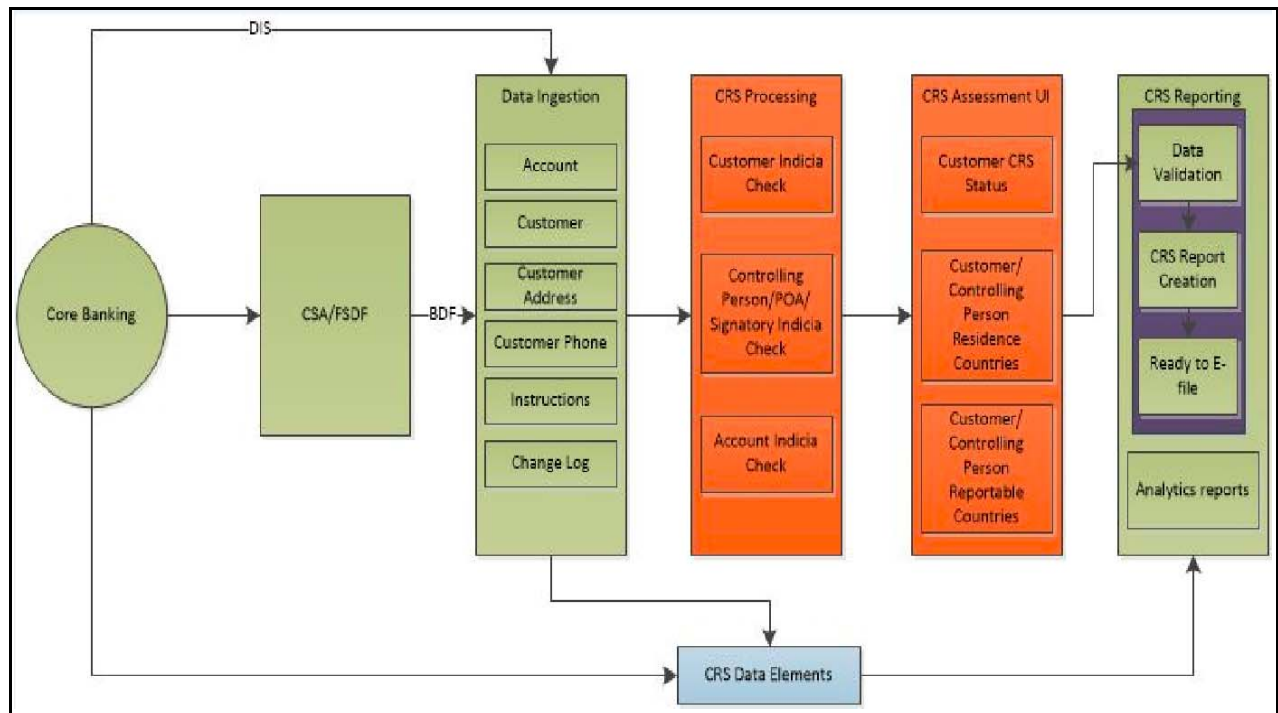 DIS
Core Banking
CSA/FSDF
BDF
Data Ingestion
Account
Customer
Customer
Address
Customer Phone
Instructions
Change Log
CRS Processing
Customer Indicia
Check
Controlling
Person/POA/
Signatory Indicia
Check
Account Indicia
Check
CRS Assessment UI
Customer CRS
Status
Customer/
Controlling
Person
Residence
Countries
Customer/
Controlling
Person
Reportable
Countries
CRS Reporting
Data
Validation
CRS Report
Creation
Ready to E-
file
Analytics reports
CRS Data Elements